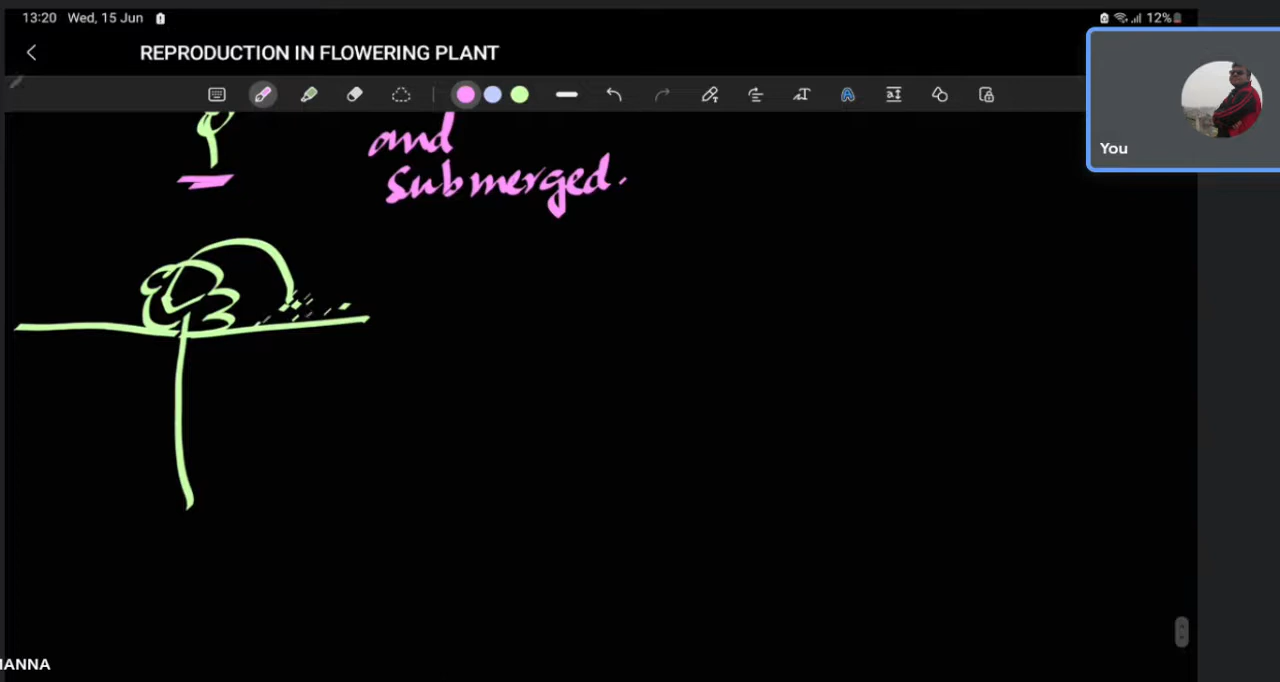 13:20 Wed, 15 Jun 12%
REPRODUCTION IN FLOWERING PLANT
You
and
submerged.
IANNA